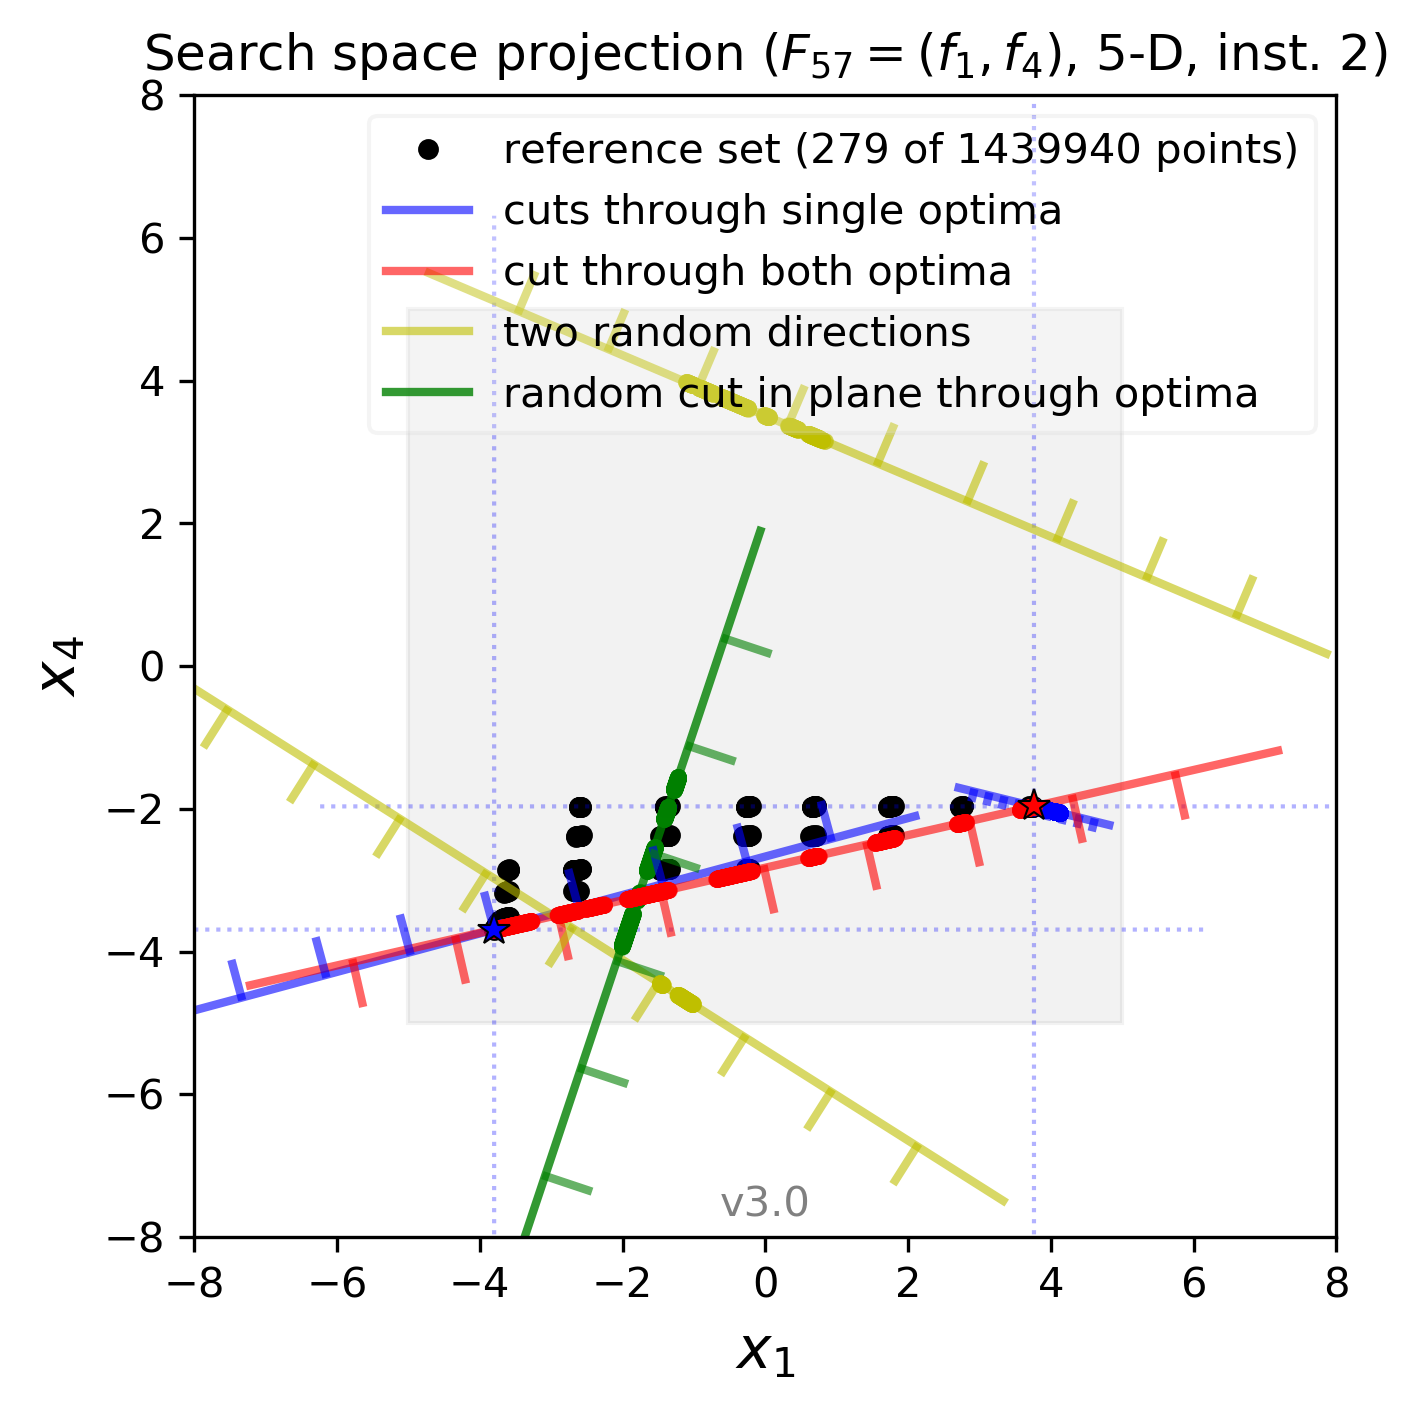 Search space projection (F₅₇ = (f₁, f₄), 5-D, inst. 2)
reference set (279 of 1439940 points)
cuts through single optima
cut through both optima
two random directions
random cut in plane through optima
8
6
4
2
0
−2
−4
−6
−8
x₄
v3.0
−8 −6 −4 −2 0 2 4 6 8
x₁